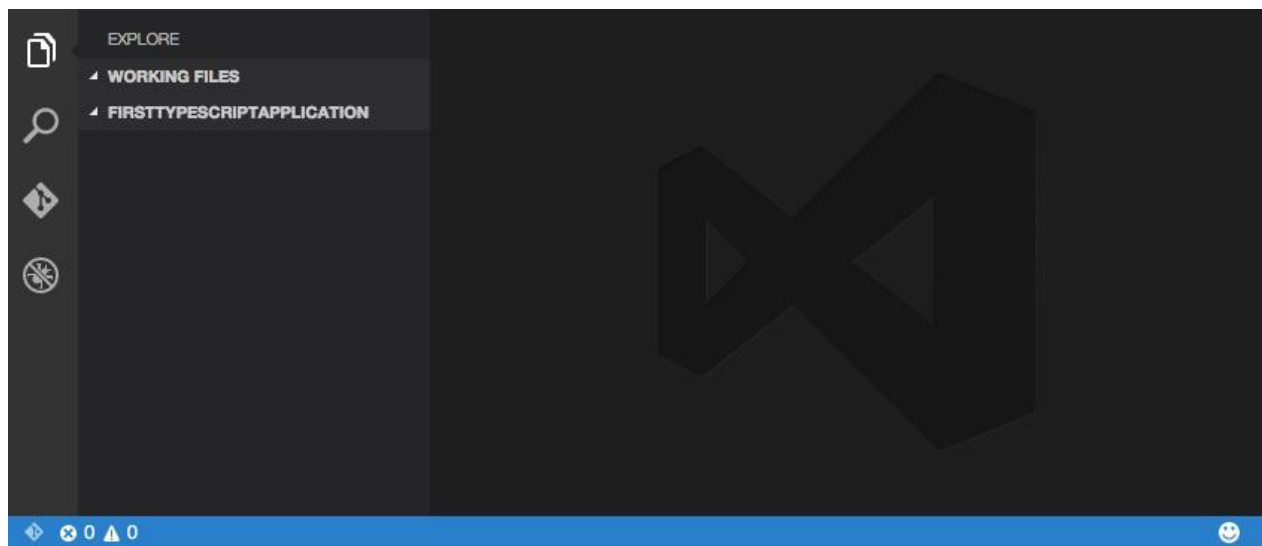 EXPLORE
WORKING FILES
FIRSTTYPESCRIPTAPPLICATION
0 0